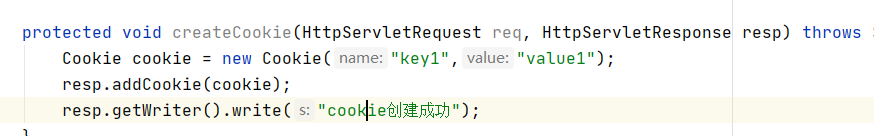 protected void createCookie(HttpServletRequest req, HttpServletResponse resp) throws
Cookie cookie = new Cookie( name: "key1", value: "value1");
resp.addCookie(cookie);
resp.getWriter().write( s: "cookie创建成功");